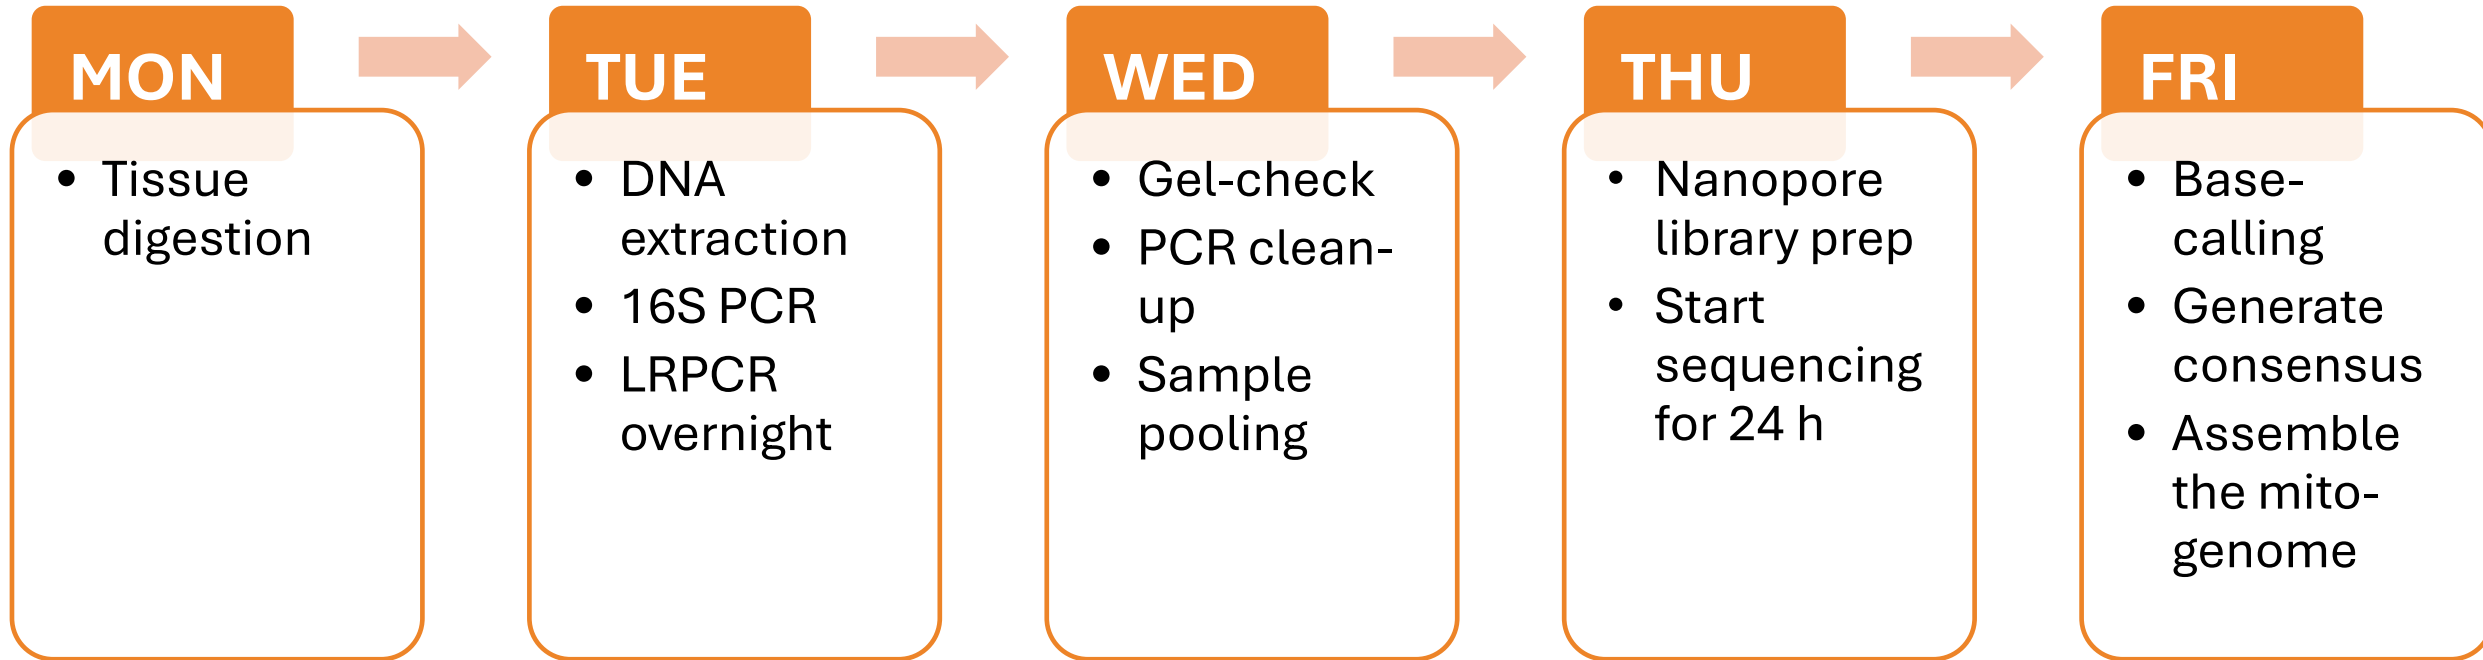 MON
• Tissue
digestion
TUE
• DNA
extraction
• 16S PCR
• LRPCR
overnight
WED
• Gel-check
• PCR clean-
up
• Sample
pooling
THU
• Nanopore
library prep
• Start
sequencing
for 24 h
FRI
• Base-
calling
• Generate
consensus
• Assemble
the mito-
genome